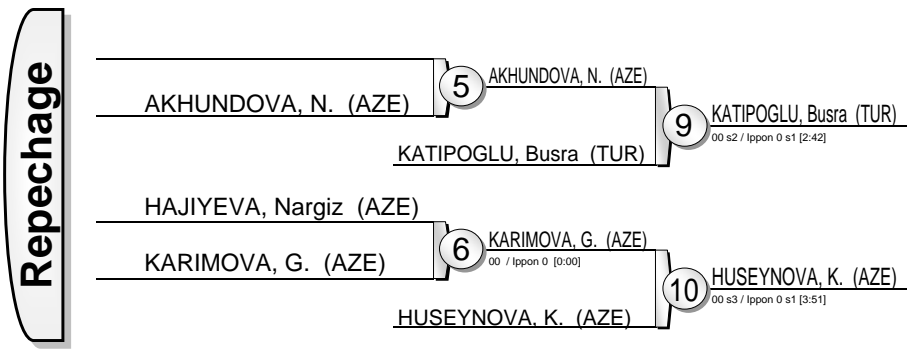 Repechage
AKHUNDOVA, N. (AZE)
5
AKHUNDOVA, N. (AZE)
KATIPOGLU, Busra (TUR)
9
KATIPOGLU, Busra (TUR)
00 s2 / Ippon 0 s1 [2:42]
HAJIYEVA, Nargiz (AZE)
KARIMOVA, G. (AZE)
6
KARIMOVA, G. (AZE)
00 / Ippon 0 [0:00]
HUSEYNOVA, K. (AZE)
10
HUSEYNOVA, K. (AZE)
00 s3 / Ippon 0 s1 [3:51]